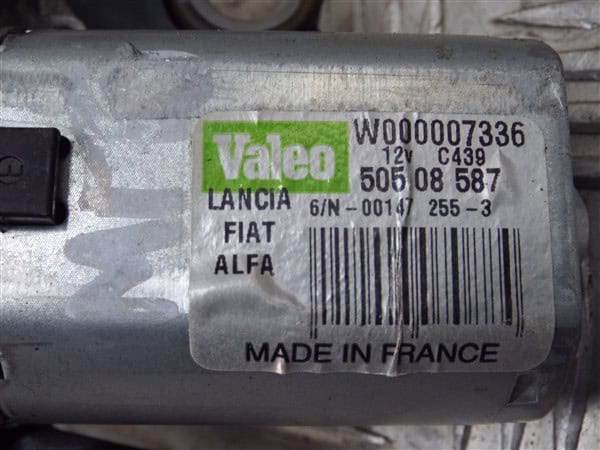 Valeo
W000007336
12v C439
505 08 587
LANCIA
FIAT
ALFA
6/N-00147 255-3
MADE IN FRANCE